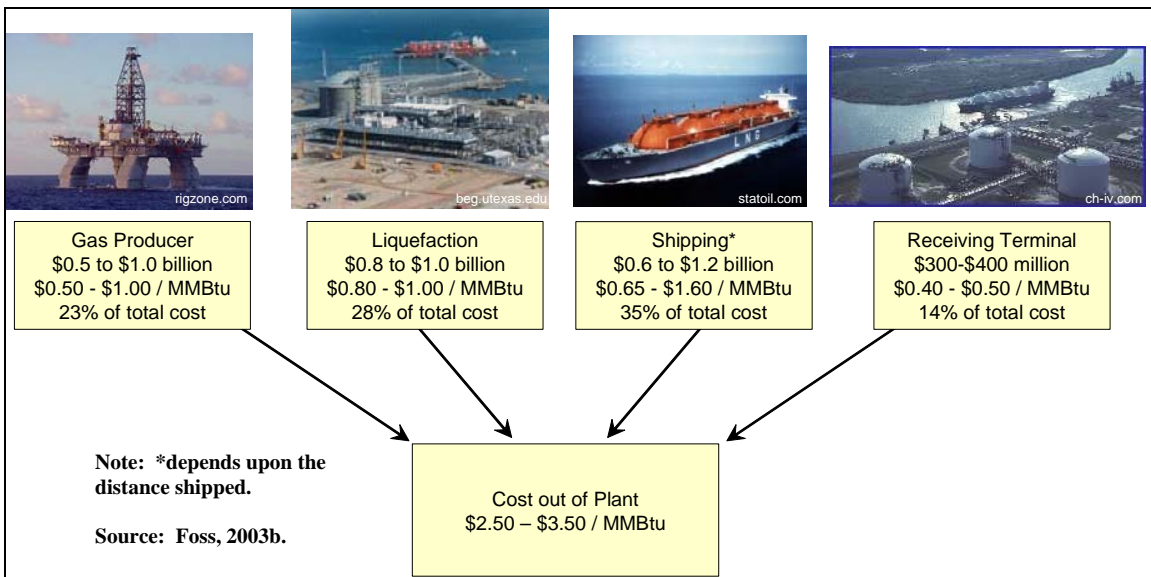 rigzone.com
beg.utexas.edu
LNG
statoil.com
ch-iv.com
Gas Producer
$0.5 to $1.0 billion
$0.50 - $1.00 / MMBtu
23% of total cost
Liquefaction
$0.8 to $1.0 billion
$0.80 - $1.00 / MMBtu
28% of total cost
Shipping*
$0.6 to $1.2 billion
$0.65 - $1.60 / MMBtu
35% of total cost
Receiving Terminal
$300-$400 million
$0.40 - $0.50 / MMBtu
14% of total cost
Note: *depends upon the
distance shipped.
Source: Foss, 2003b.
Cost out of Plant
$2.50 – $3.50 / MMBtu